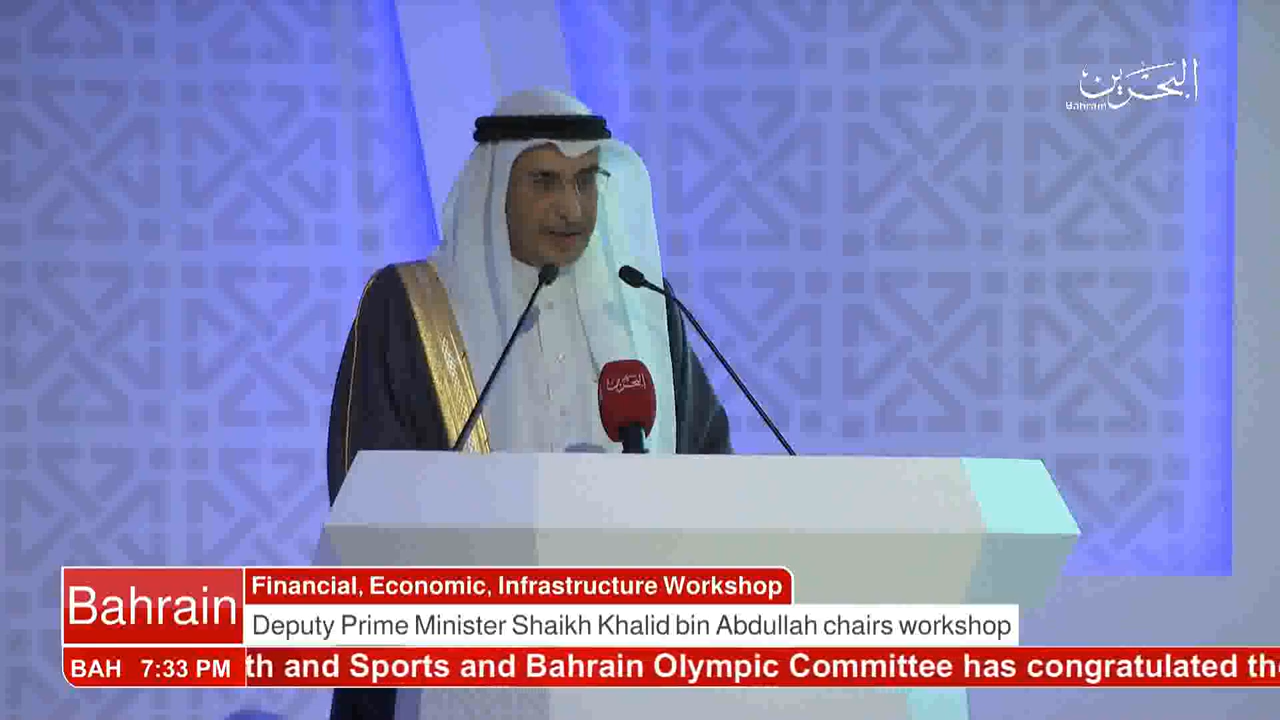 البحرين
Bahrain
البحرين
Bahrain
Financial, Economic, Infrastructure Workshop
Deputy Prime Minister Shaikh Khalid bin Abdullah chairs workshop
BAH 7:33 PM
th and Sports and Bahrain Olympic Committee has congratulated the